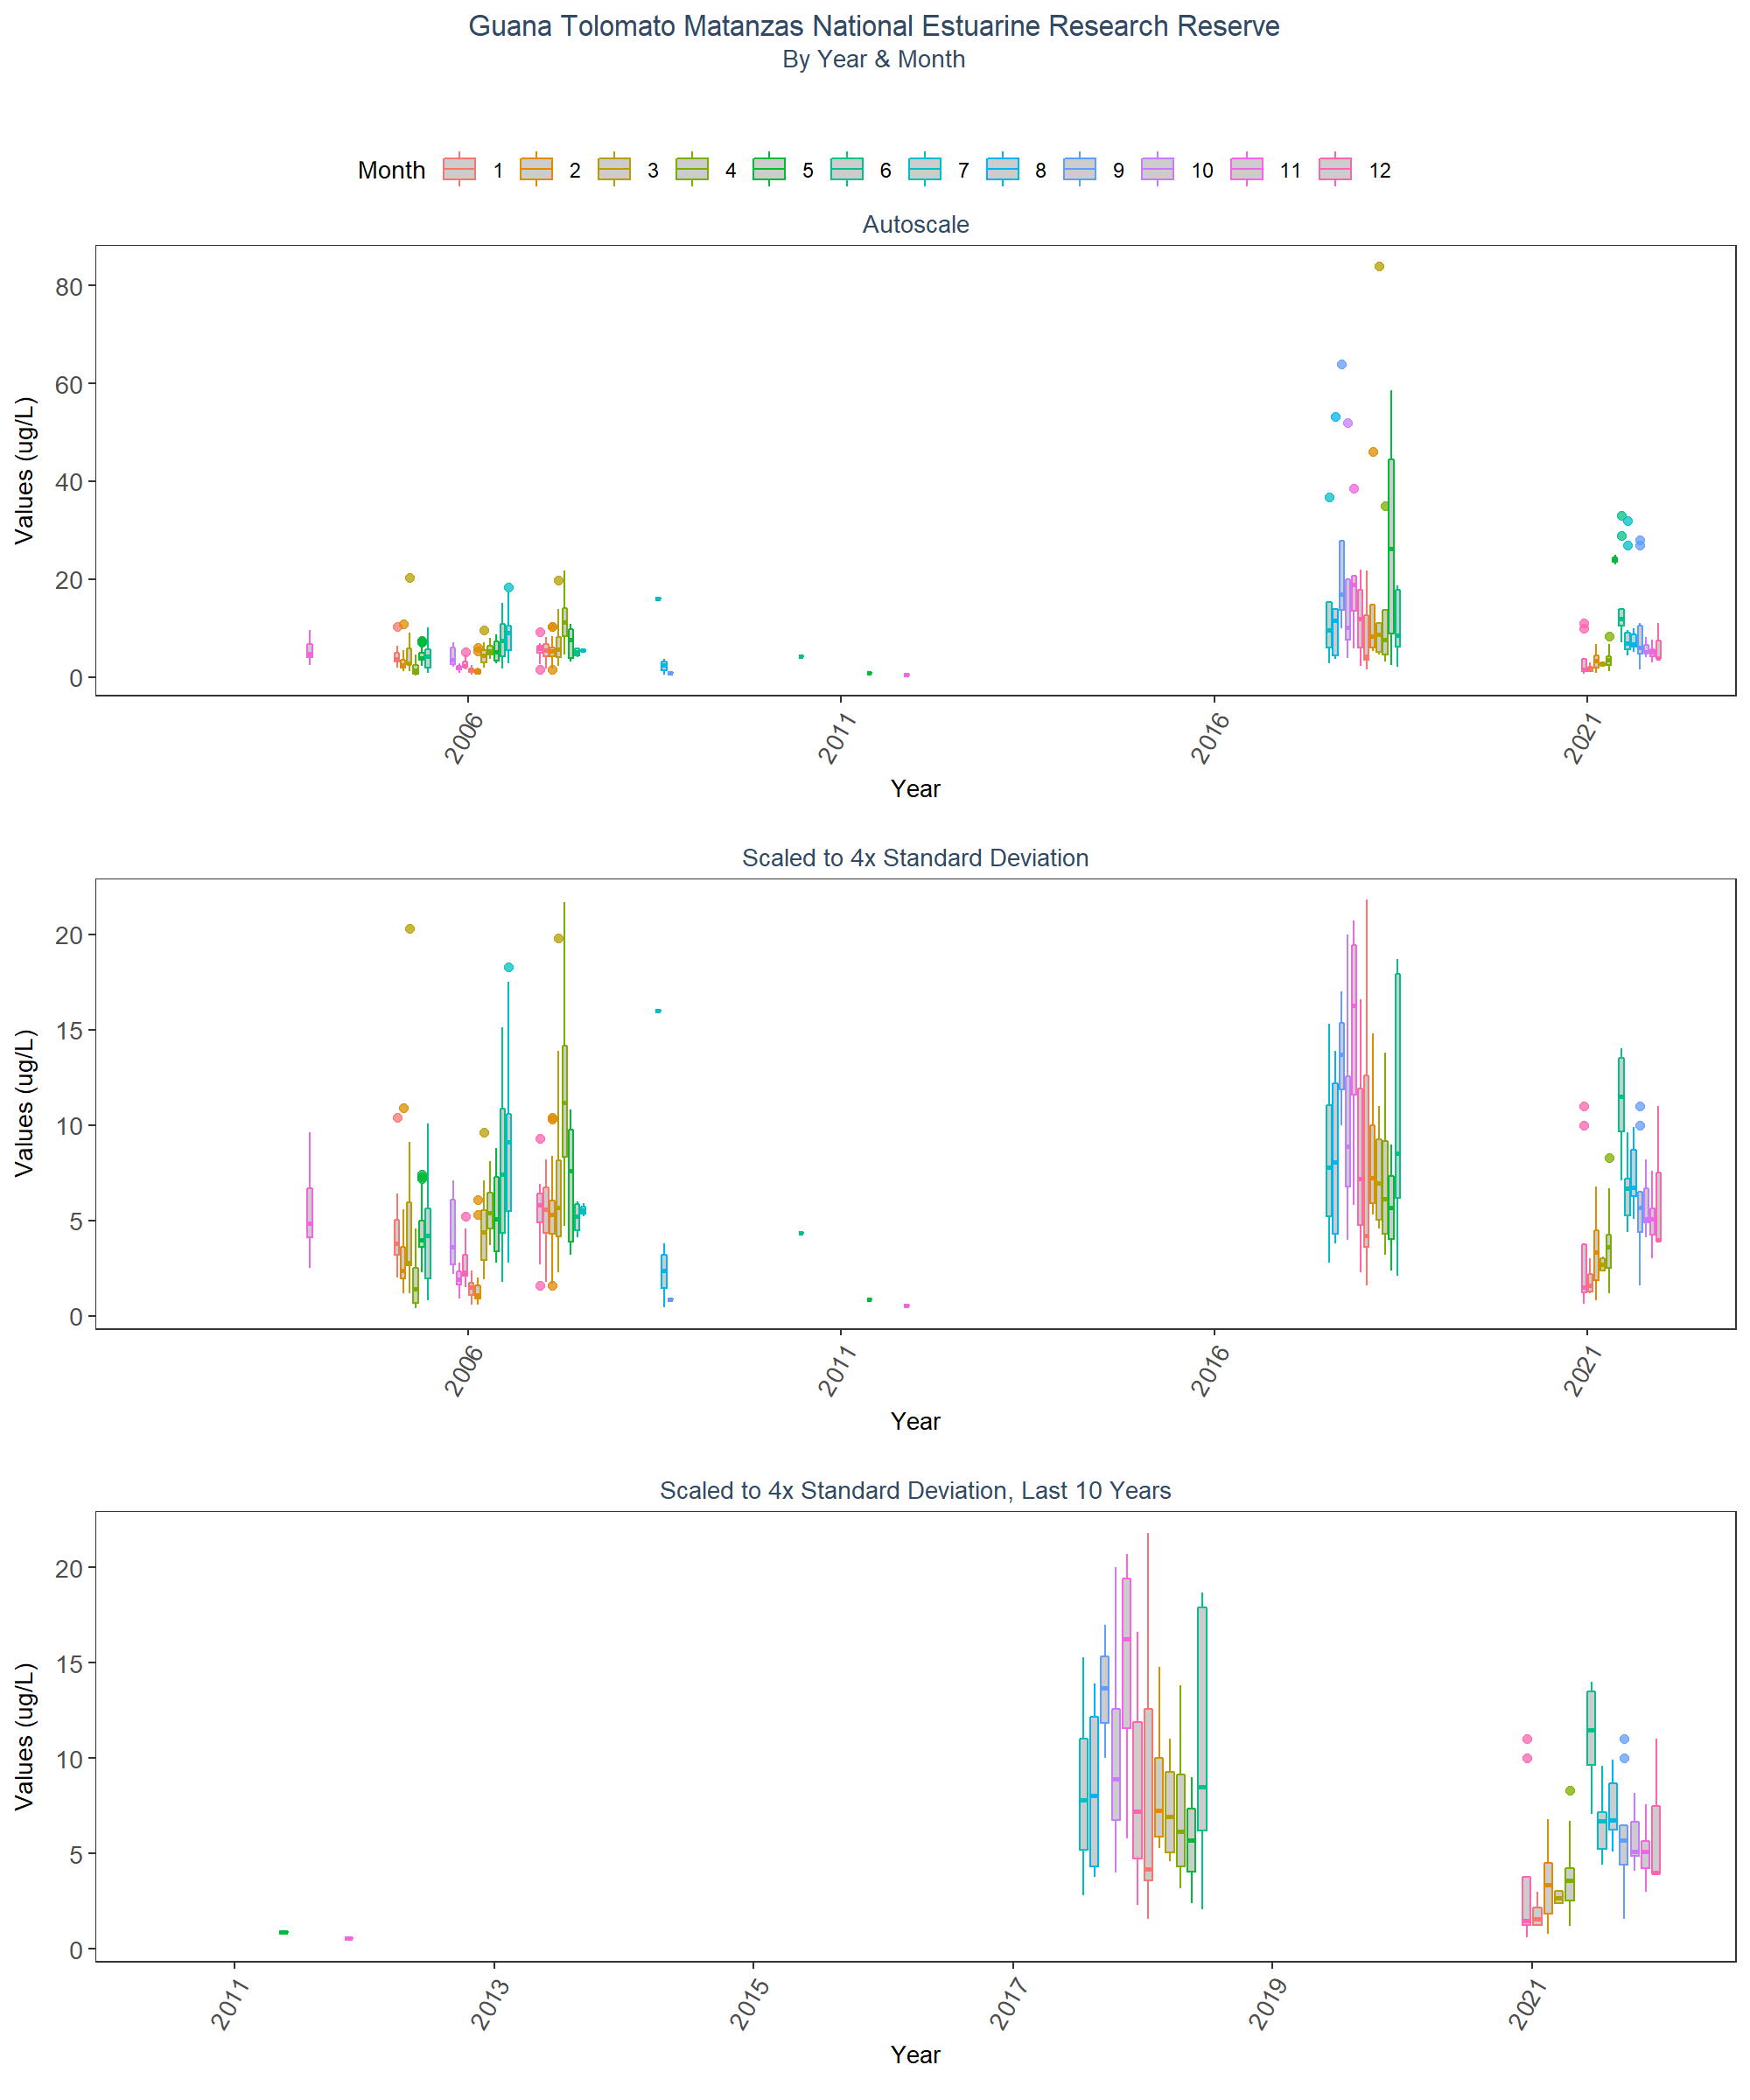 Guana Tolomato Matanzas National Estuarine Research Reserve
By Year & Month
Month 1 2 3 4 5 6 7 8 9 10 11 12
Autoscale
Values (ug/L)
80
60
40
20
0
2006 2011 2016 2021
Year
Scaled to 4x Standard Deviation
Values (ug/L)
20
15
10
5
0
2006 2011 2016 2021
Year
Scaled to 4x Standard Deviation, Last 10 Years
Values (ug/L)
20
15
10
5
0
2011 2013 2015 2017 2019 2021
Year